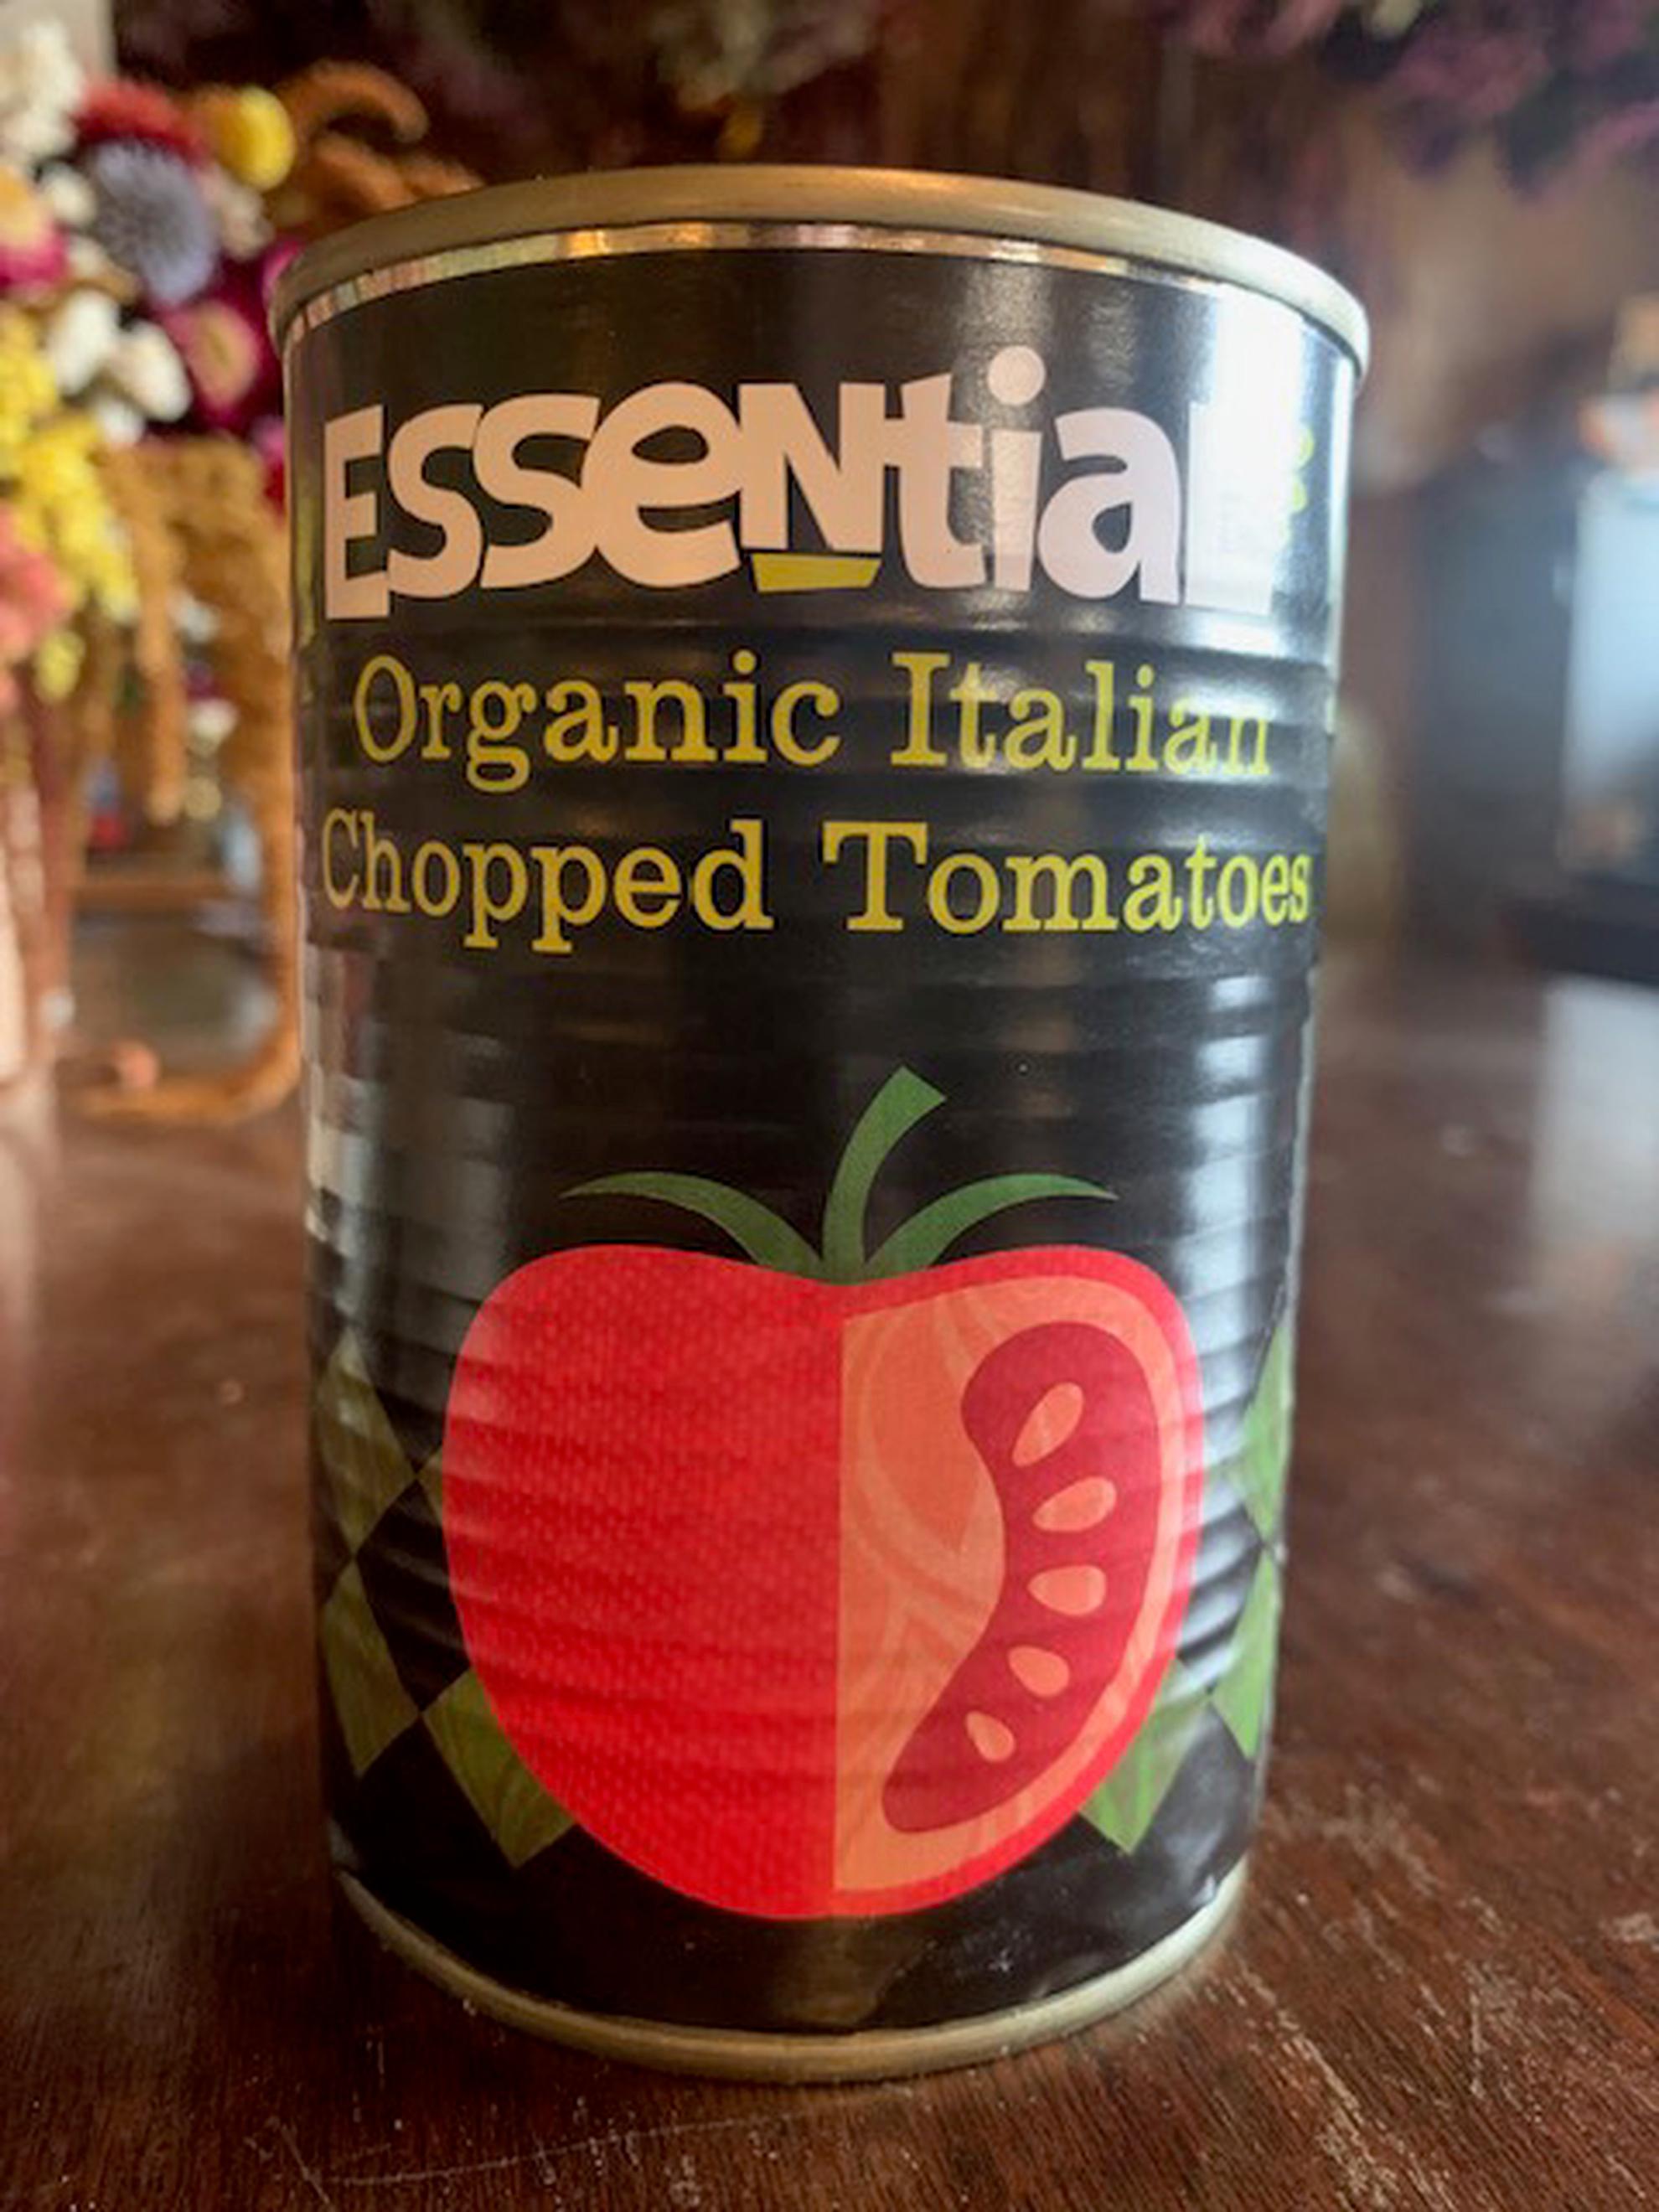 Essential
Organic Italian
Chopped Tomatoes